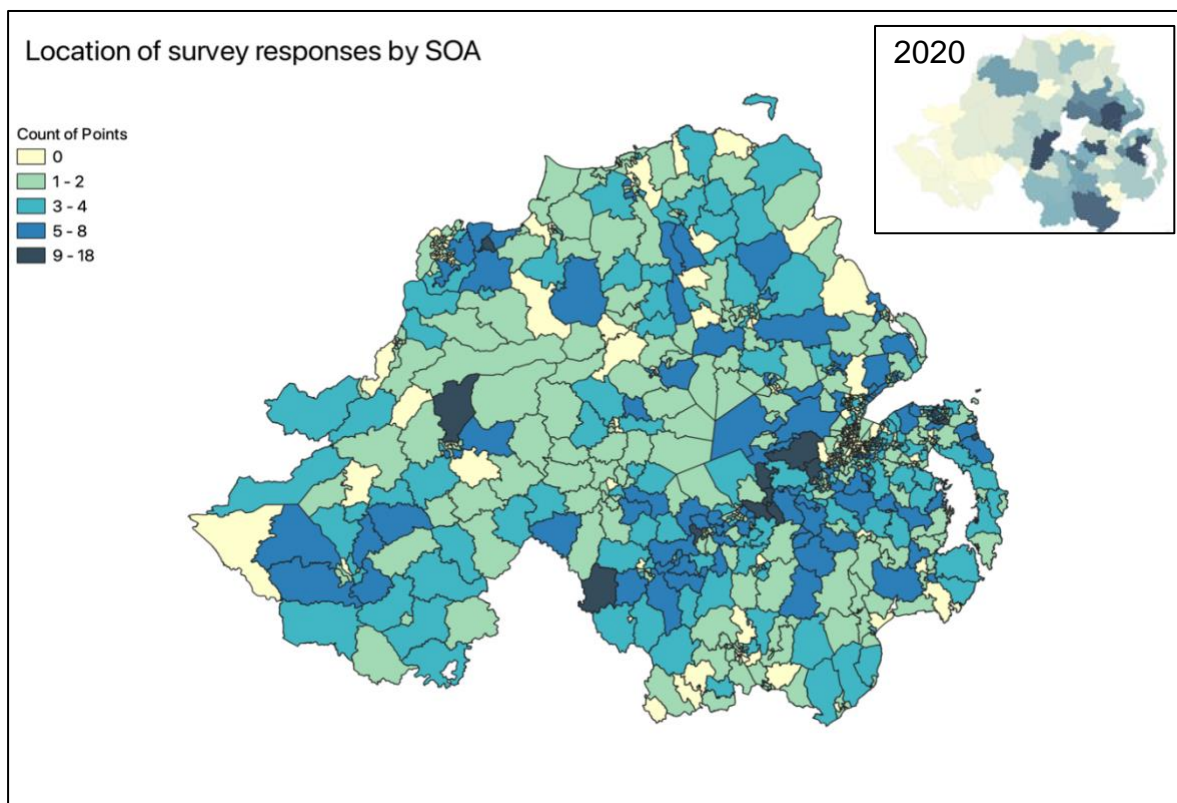 Location of survey responses by SOA
2020
Count of Points
0
1 - 2
3 - 4
5 - 8
9 - 18